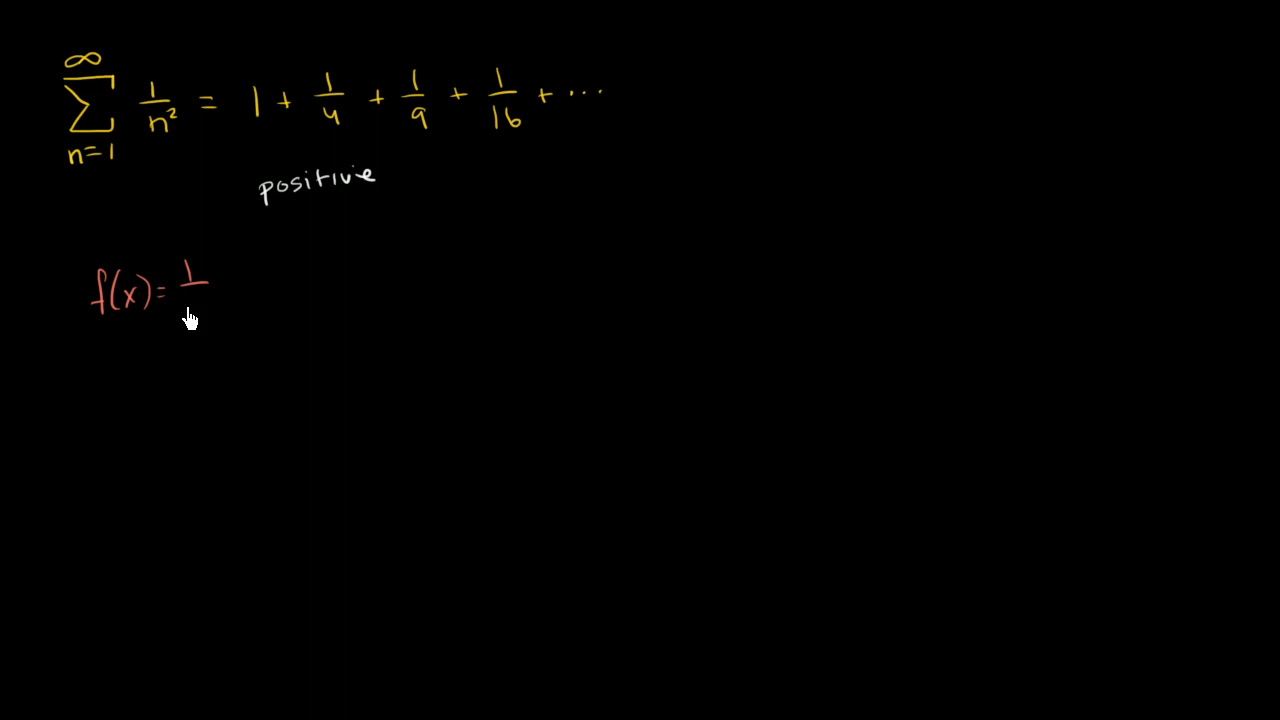 ∞
∑ 1/n² = 1 + 1/4 + 1/9 + 1/16 + ...
n=1
positive
f(x) = 1/